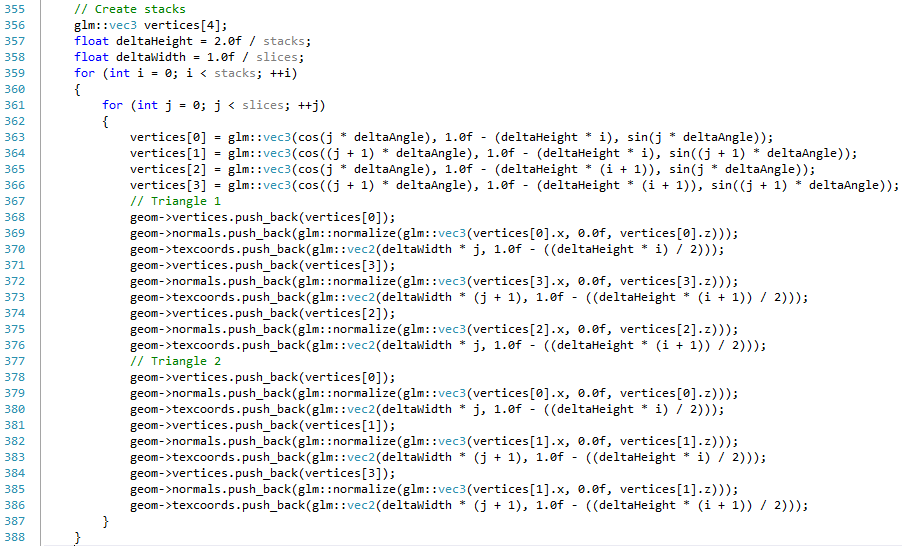 355 // Create stacks
356 glm::vec3 vertices[4];
357 float deltaHeight = 2.0f / stacks;
358 float deltaWidth = 1.0f / slices;
359 for (int i = 0; i < stacks; ++i)
360 {
361 for (int j = 0; j < slices; ++j)
362 {
363 vertices[0] = glm::vec3(cos(j * deltaAngle), 1.0f - (deltaHeight * i), sin(j * deltaAngle));
364 vertices[1] = glm::vec3(cos((j + 1) * deltaAngle), 1.0f - (deltaHeight * i), sin((j + 1) * deltaAngle));
365 vertices[2] = glm::vec3(cos(j * deltaAngle), 1.0f - (deltaHeight * (i + 1)), sin(j * deltaAngle));
366 vertices[3] = glm::vec3(cos((j + 1) * deltaAngle), 1.0f - (deltaHeight * (i + 1)), sin((j + 1) * deltaAngle));
367 // Triangle 1
368 geom->vertices.push_back(vertices[0]);
369 geom->normals.push_back(glm::normalize(glm::vec3(vertices[0].x, 0.0f, vertices[0].z)));
370 geom->texcoords.push_back(glm::vec2(deltaWidth * j, 1.0f - ((deltaHeight * i) / 2)));
371 geom->vertices.push_back(vertices[3]);
372 geom->normals.push_back(glm::normalize(glm::vec3(vertices[3].x, 0.0f, vertices[3].z)));
373 geom->texcoords.push_back(glm::vec2(deltaWidth * (j + 1), 1.0f - ((deltaHeight * (i + 1)) / 2)));
374 geom->vertices.push_back(vertices[2]);
375 geom->normals.push_back(glm::normalize(glm::vec3(vertices[2].x, 0.0f, vertices[2].z)));
376 geom->texcoords.push_back(glm::vec2(deltaWidth * j, 1.0f - ((deltaHeight * (i + 1)) / 2)));
377 // Triangle 2
378 geom->vertices.push_back(vertices[0]);
379 geom->normals.push_back(glm::normalize(glm::vec3(vertices[0].x, 0.0f, vertices[0].z)));
380 geom->texcoords.push_back(glm::vec2(deltaWidth * j, 1.0f - ((deltaHeight * i) / 2)));
381 geom->vertices.push_back(vertices[1]);
382 geom->normals.push_back(glm::normalize(glm::vec3(vertices[1].x, 0.0f, vertices[1].z)));
383 geom->texcoords.push_back(glm::vec2(deltaWidth * (j + 1), 1.0f - ((deltaHeight * i) / 2)));
384 geom->vertices.push_back(vertices[3]);
385 geom->normals.push_back(glm::normalize(glm::vec3(vertices[1].x, 0.0f, vertices[1].z)));
386 geom->texcoords.push_back(glm::vec2(deltaWidth * (j + 1), 1.0f - ((deltaHeight * (i + 1)) / 2)));
387 }
388 }